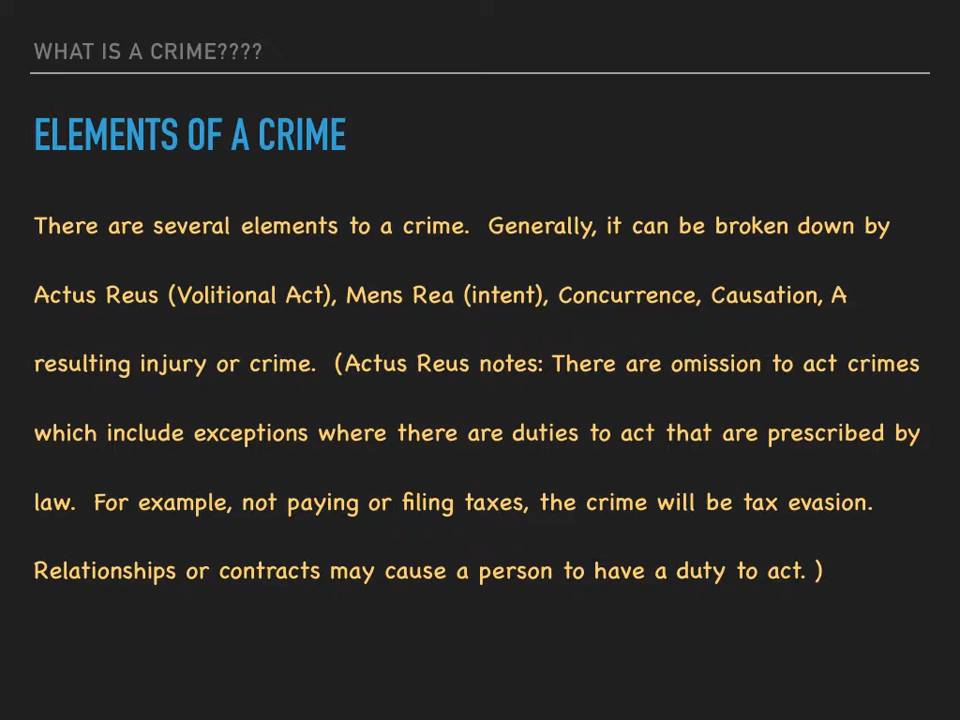 WHAT IS A CRIME????
ELEMENTS OF A CRIME
There are several elements to a crime.  Generally, it can be broken down by
Actus Reus (Volitional Act), Mens Rea (intent), Concurrence, Causation, A
resulting injury or crime.  (Actus Reus notes: There are omission to act crimes
which include exceptions where there are duties to act that are prescribed by
law.  For example, not paying or filing taxes, the crime will be tax evasion.
Relationships or contracts may cause a person to have a duty to act. )